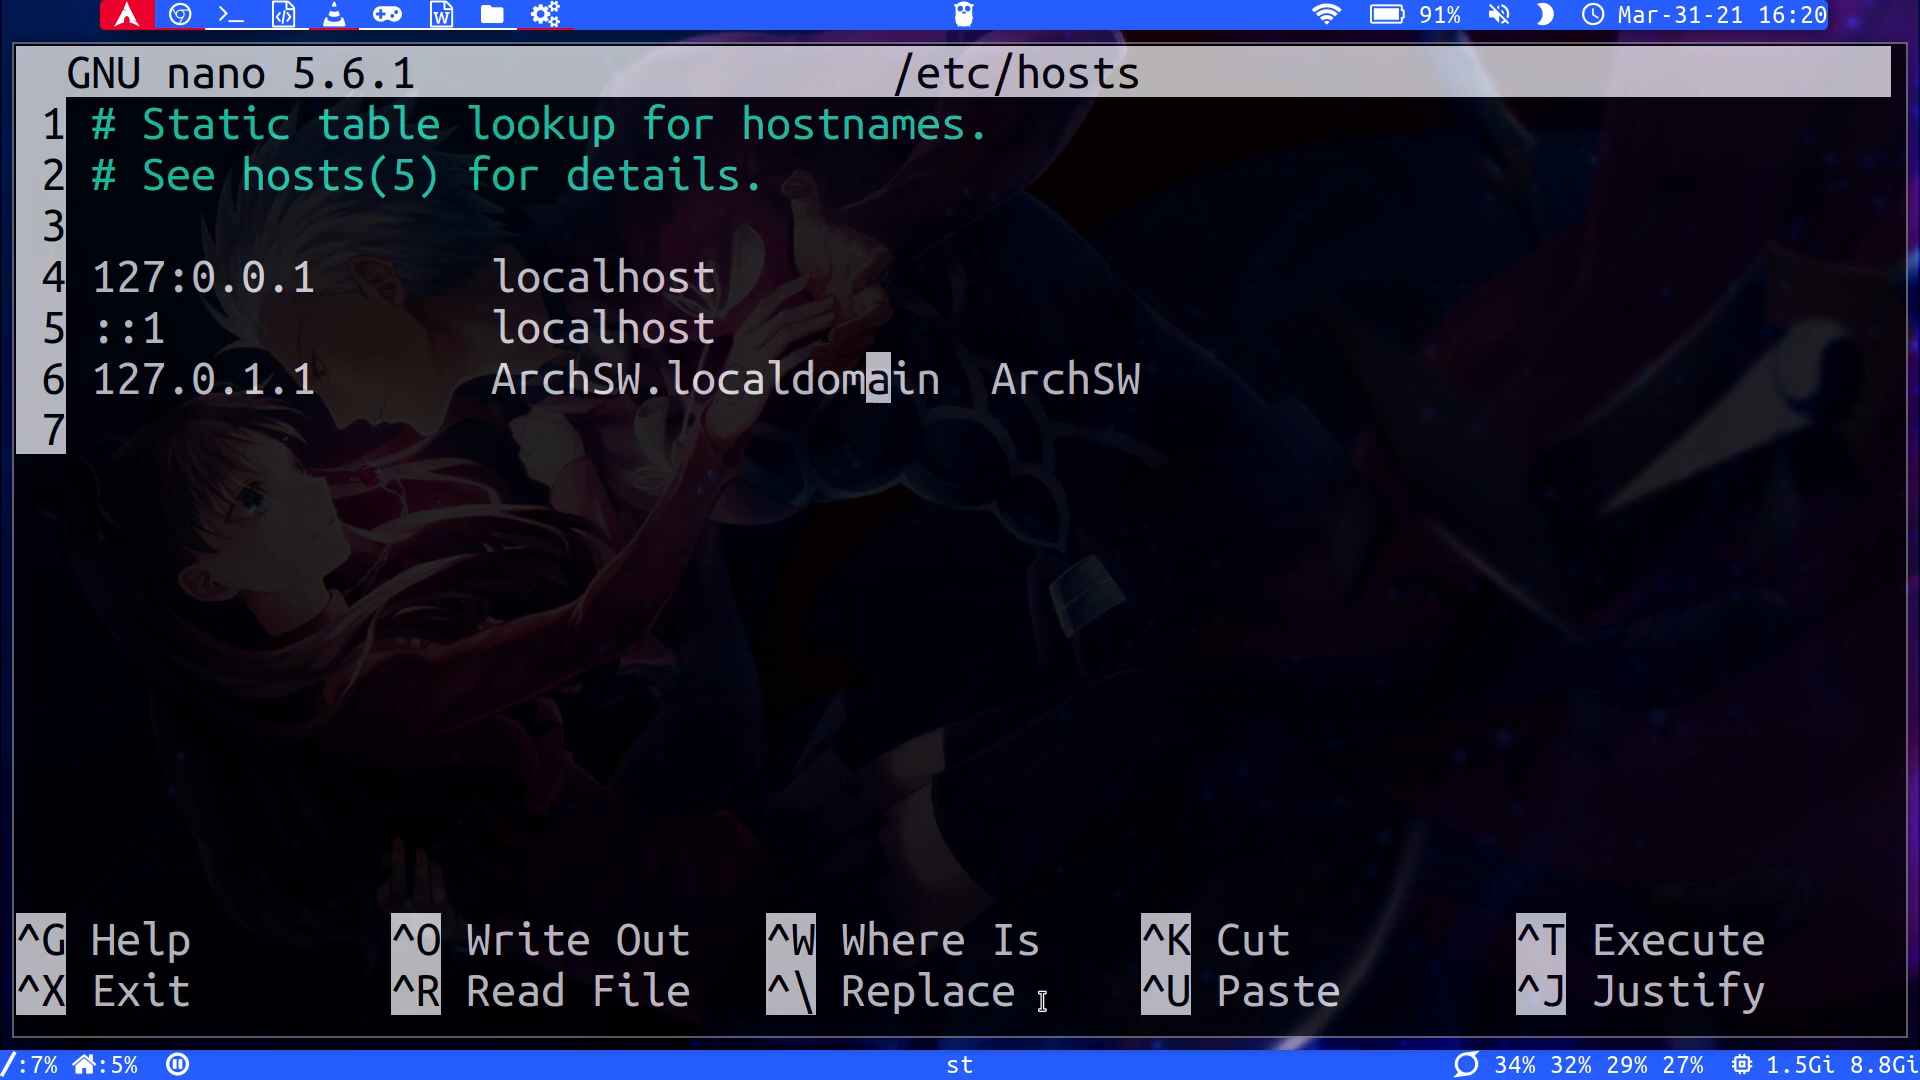 91% Mar-31-21 16:20
GNU nano 5.6.1 /etc/hosts
1 # Static table lookup for hostnames.
2 # See hosts(5) for details.
3
4 127:0.0.1 localhost
5 ::1 localhost
6 127.0.1.1 ArchSW.localdomain ArchSW
7
^G Help ^O Write Out ^W Where Is ^K Cut ^T Execute
^X Exit ^R Read File ^\ Replace ^U Paste ^J Justify
/:7% :5% st 34% 32% 29% 27% 1.5Gi 8.8Gi